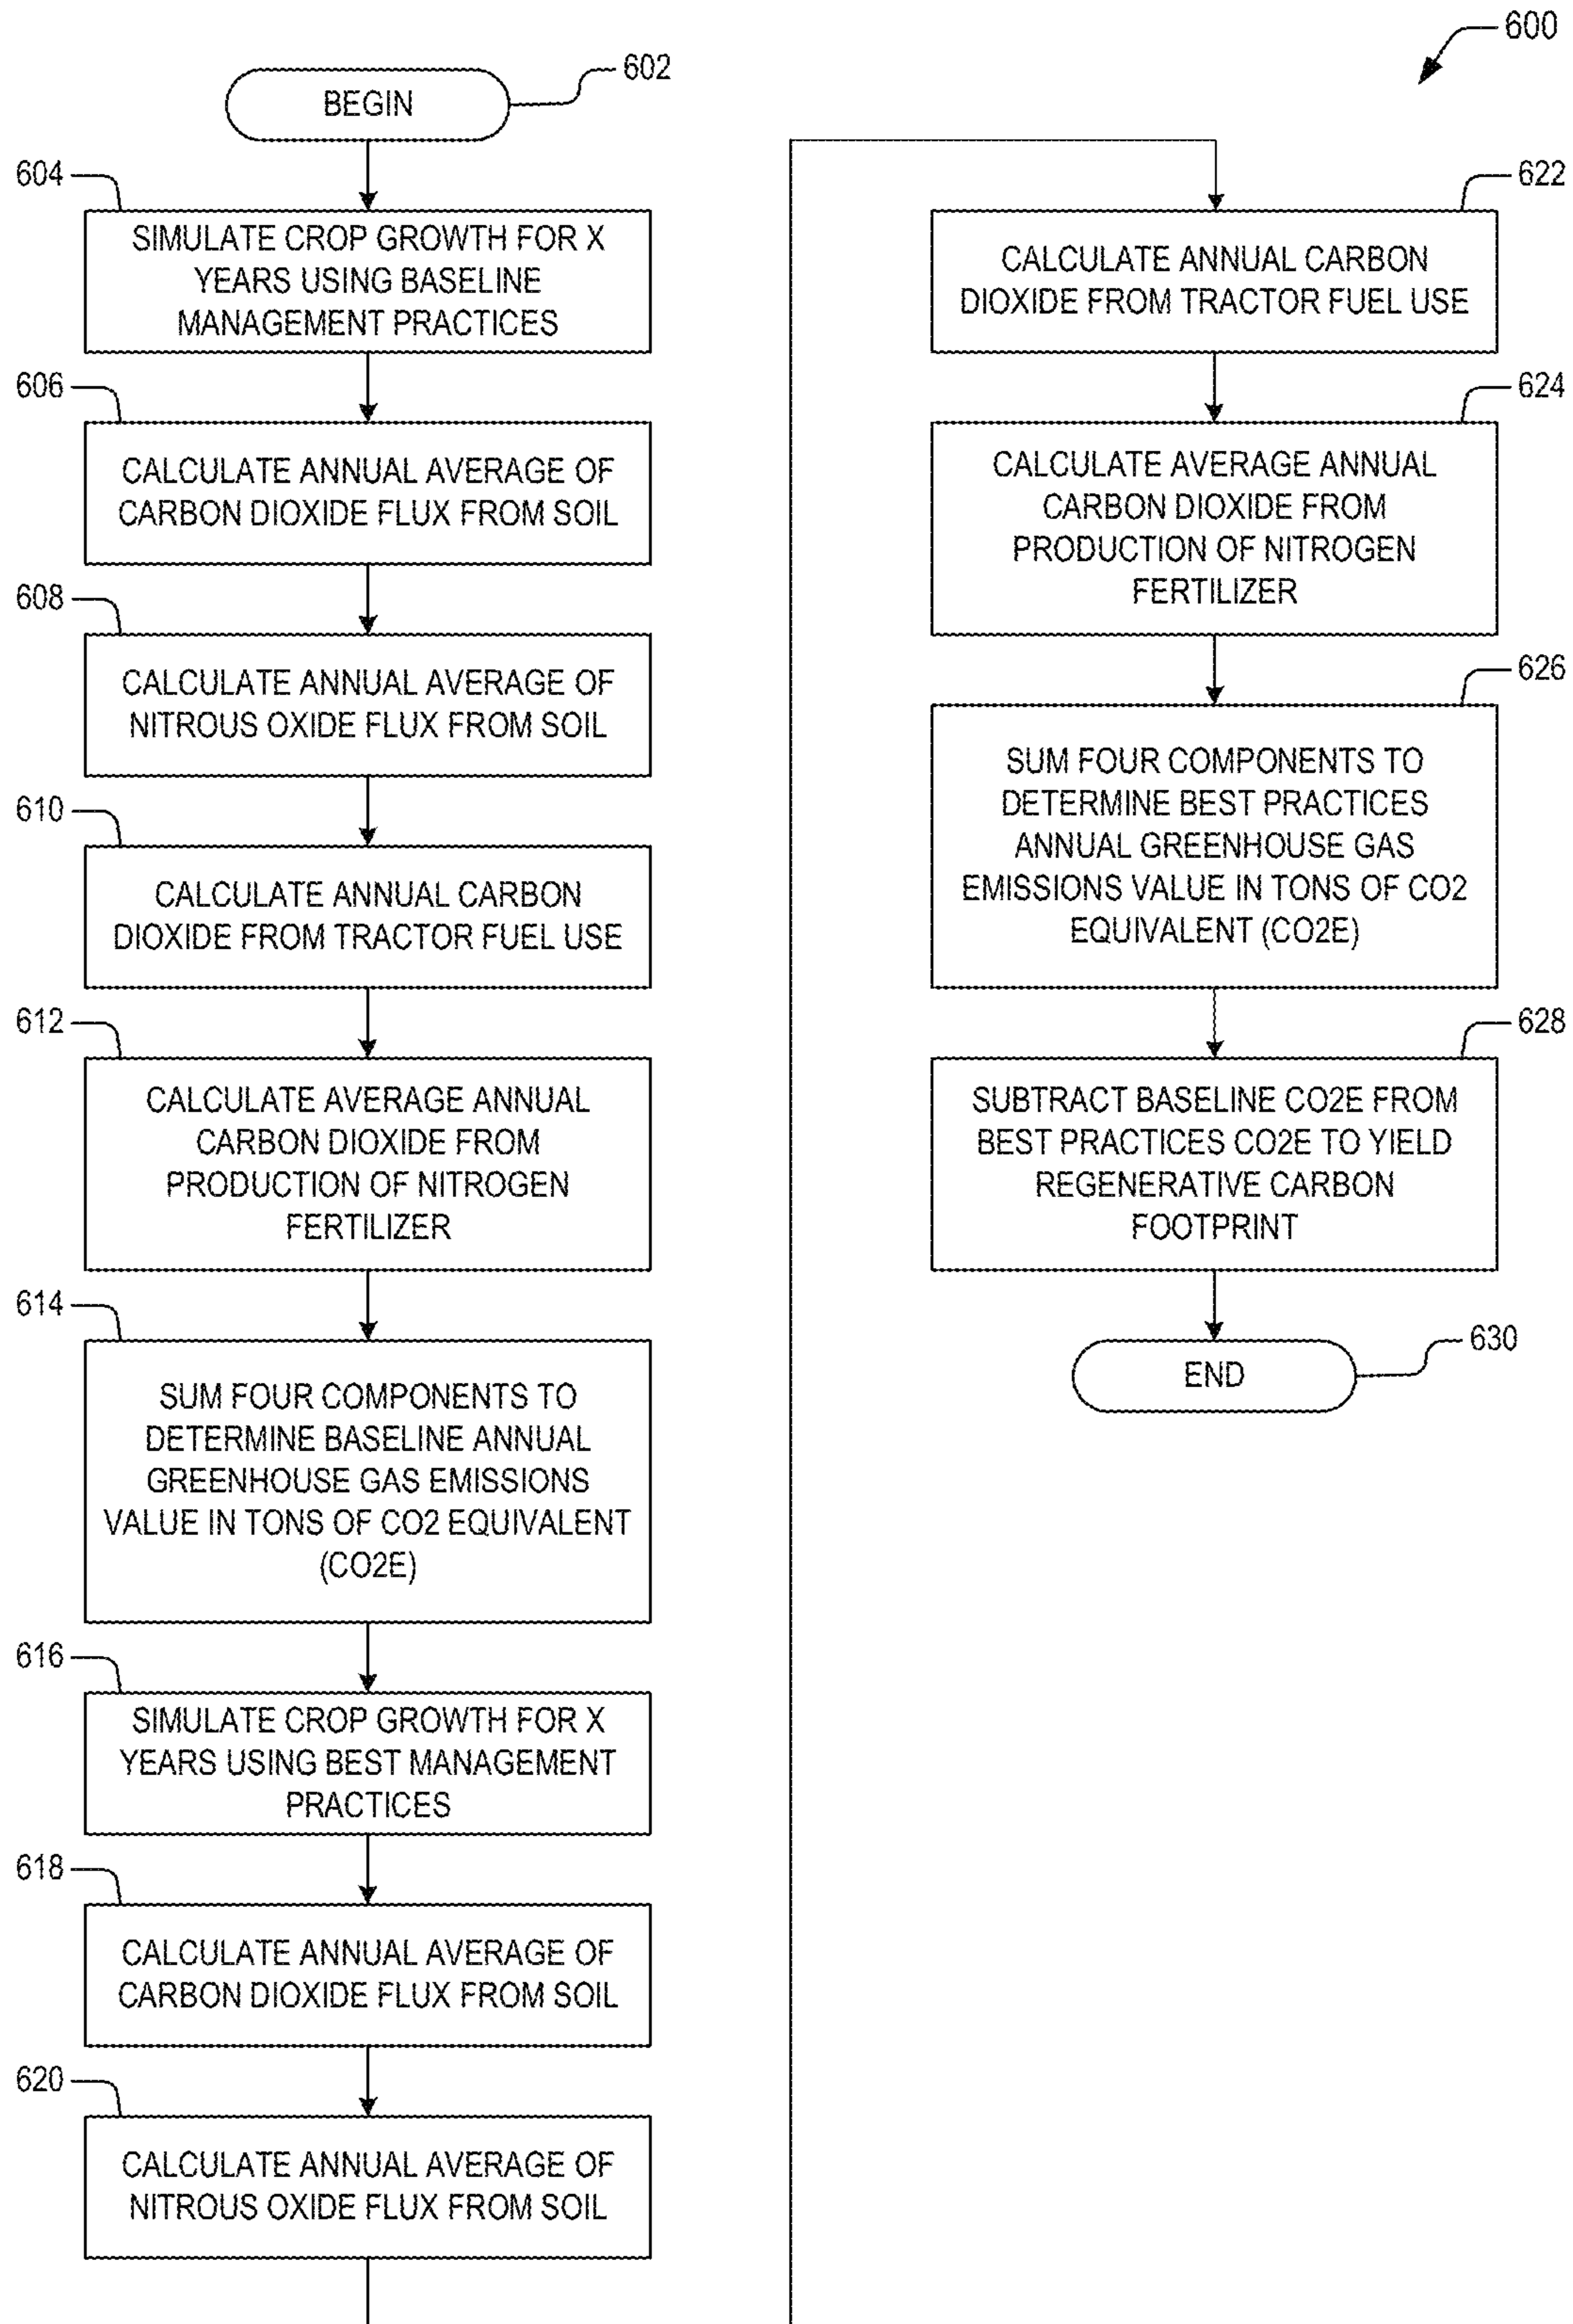 600
602
BEGIN
604
SIMULATE CROP GROWTH FOR X
YEARS USING BASELINE
MANAGEMENT PRACTICES
606
CALCULATE ANNUAL AVERAGE OF
CARBON DIOXIDE FLUX FROM SOIL
608
CALCULATE ANNUAL AVERAGE OF
NITROUS OXIDE FLUX FROM SOIL
610
CALCULATE ANNUAL CARBON
DIOXIDE FROM TRACTOR FUEL USE
612
CALCULATE AVERAGE ANNUAL
CARBON DIOXIDE FROM
PRODUCTION OF NITROGEN
FERTILIZER
614
SUM FOUR COMPONENTS TO
DETERMINE BASELINE ANNUAL
GREENHOUSE GAS EMISSIONS
VALUE IN TONS OF CO2 EQUIVALENT
(CO2E)
616
SIMULATE CROP GROWTH FOR X
YEARS USING BEST MANAGEMENT
PRACTICES
618
CALCULATE ANNUAL AVERAGE OF
CARBON DIOXIDE FLUX FROM SOIL
620
CALCULATE ANNUAL AVERAGE OF
NITROUS OXIDE FLUX FROM SOIL
622
CALCULATE ANNUAL CARBON
DIOXIDE FROM TRACTOR FUEL USE
624
CALCULATE AVERAGE ANNUAL
CARBON DIOXIDE FROM
PRODUCTION OF NITROGEN
FERTILIZER
626
SUM FOUR COMPONENTS TO
DETERMINE BEST PRACTICES
ANNUAL GREENHOUSE GAS
EMISSIONS VALUE IN TONS OF CO2
EQUIVALENT (CO2E)
628
SUBTRACT BASELINE CO2E FROM
BEST PRACTICES CO2E TO YIELD
REGENERATIVE CARBON
FOOTPRINT
630
END